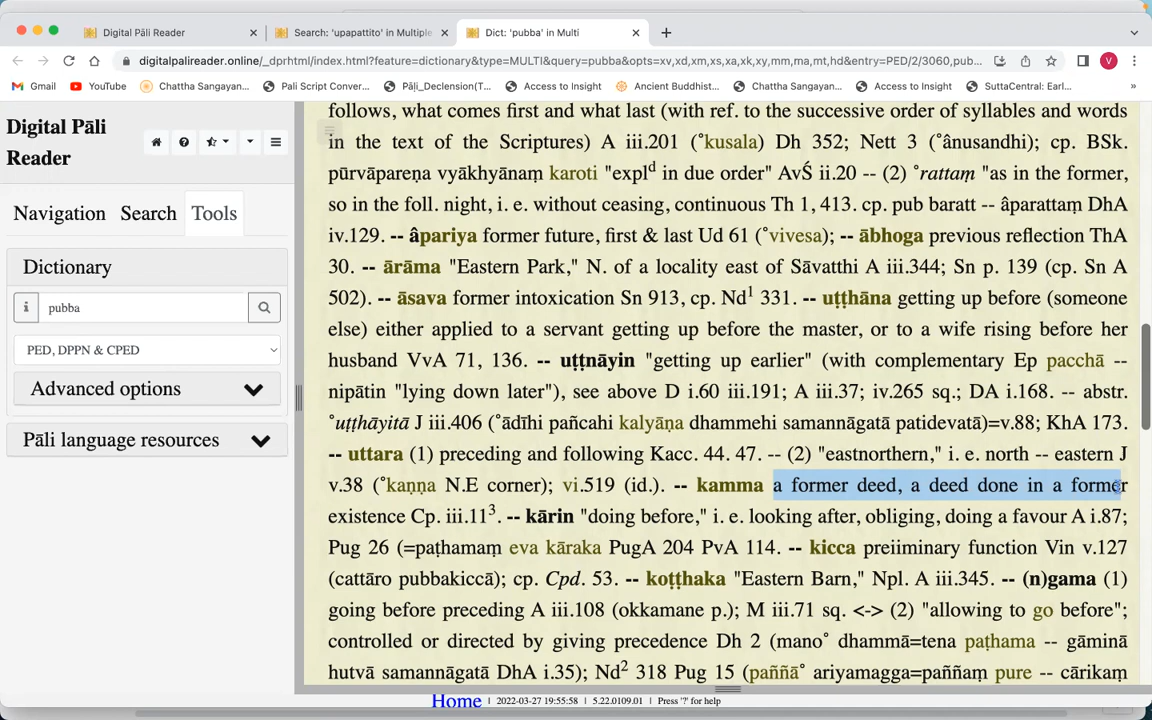 Digital Pāli Reader
Search: 'upapattito' in Multiple
Dict: 'pubba' in Multi
digitalpalireader.online/_dprhtml/index.html?feature=dictionary&type=MULTI&query=pubba&opts=xv,xd,xm,xs,xa,xk,xy,mm,ma,mt,hd&entry=PED/2/3060,pub...
V
Gmail
YouTube
Chattha Sangayan...
Pali Script Conver...
Pāḷi_Declension(T...
Access to Insight
Ancient Buddhist...
Chattha Sangayan...
Access to Insight
SuttaCentral: Earl...
»
Digital Pāli
Reader
Navigation Search Tools
Dictionary
pubba
PED, DPPN & CPED
Advanced options
Pāli language resources
follows, what comes first and what last (with ref. to the successive order of syllables and words
in the text of the Scriptures) A iii.201 (˚kusala) Dh 352; Nett 3 (˚ânusandhi); cp. BSk.
pūrvāpareṇa vyākhyānaṃ karoti "explᵈ in due order" AvŚ ii.20 -- (2) ˚rattaṃ "as in the former,
so in the foll. night, i. e. without ceasing, continuous Th 1, 413. cp. pub baratt -- âparattaṃ DhA
iv.129. -- âpariya former future, first & last Ud 61 (˚vivesa); -- ābhoga previous reflection ThA
30. -- ārāma "Eastern Park," N. of a locality east of Sāvatthi A iii.344; Sn p. 139 (cp. Sn A
502). -- āsava former intoxication Sn 913, cp. Nd¹ 331. -- uṭṭhāna getting up before (someone
else) either applied to a servant getting up before the master, or to a wife rising before her
husband VvA 71, 136. -- uṭṭnāyin "getting up earlier" (with complementary Ep pacchā --
nipātin "lying down later"), see above D i.60 iii.191; A iii.37; iv.265 sq.; DA i.168. -- abstr.
˚uṭṭhāyitā J iii.406 (˚ādīhi pañcahi kalyāṇa dhammehi samannāgatā patidevatā)=v.88; KhA 173.
-- uttara (1) preceding and following Kacc. 44. 47. -- (2) "eastnorthern," i. e. north -- eastern J
v.38 (˚kaṇṇa N.E corner); vi.519 (id.). -- kamma a former deed, a deed done in a former
existence Cp. iii.11³. -- kārin "doing before," i. e. looking after, obliging, doing a favour A i.87;
Pug 26 (=paṭhamaṃ eva kāraka PugA 204 PvA 114. -- kicca preiiminary function Vin v.127
(cattāro pubbakiccā); cp. Cpd. 53. -- koṭṭhaka "Eastern Barn," Npl. A iii.345. -- (n)gama (1)
going before preceding A iii.108 (okkamane p.); M iii.71 sq. <-> (2) "allowing to go before";
controlled or directed by giving precedence Dh 2 (mano˚ dhammā=tena paṭhama -- gāminā
hutvā samannāgatā DhA i.35); Nd² 318 Pug 15 (paññā˚ ariyamagga=paññaṃ pure -- cārikaṃ
Home | 2022-03-27 19:55:58 | 5.22.0109.01 | Press '?' for help